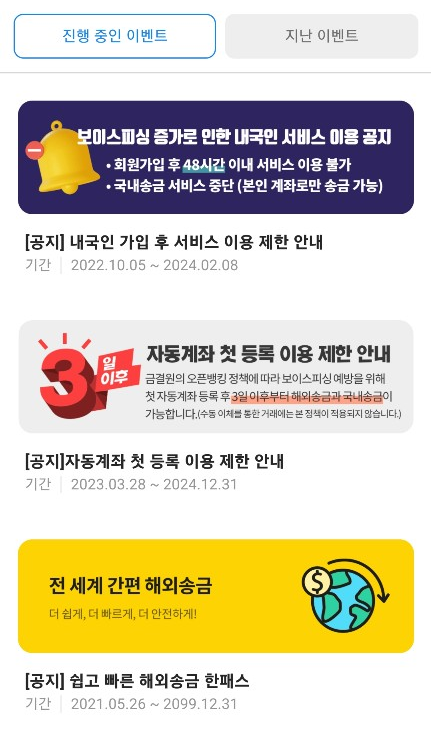 진행 중인 이벤트
지난 이벤트
보이스피싱 증가로 인한 내국인 서비스 이용 공지
• 회원가입 후 48시간 이내 서비스 이용 불가
• 국내송금 서비스 중단 (본인 계좌로만 송금 가능)
[공지] 내국인 가입 후 서비스 이용 제한 안내
기간 | 2022.10.05 ~ 2024.02.08
3일
이후
자동계좌 첫 등록 이용 제한 안내
금결원의 오픈뱅킹 정책에 따라 보이스피싱 예방을 위해
첫 자동계좌 등록 후 3일 이후부터 해외송금과 국내송금이
가능합니다.(수동 이체를 통한 거래에는 본 정책이 적용되지 않습니다.)
[공지]자동계좌 첫 등록 이용 제한 안내
기간 | 2023.03.28 ~ 2024.12.31
전 세계 간편 해외송금
더 쉽게, 더 빠르게, 더 안전하게!
$
[공지] 쉽고 빠른 해외송금 한패스
기간 | 2021.05.26 ~ 2099.12.31